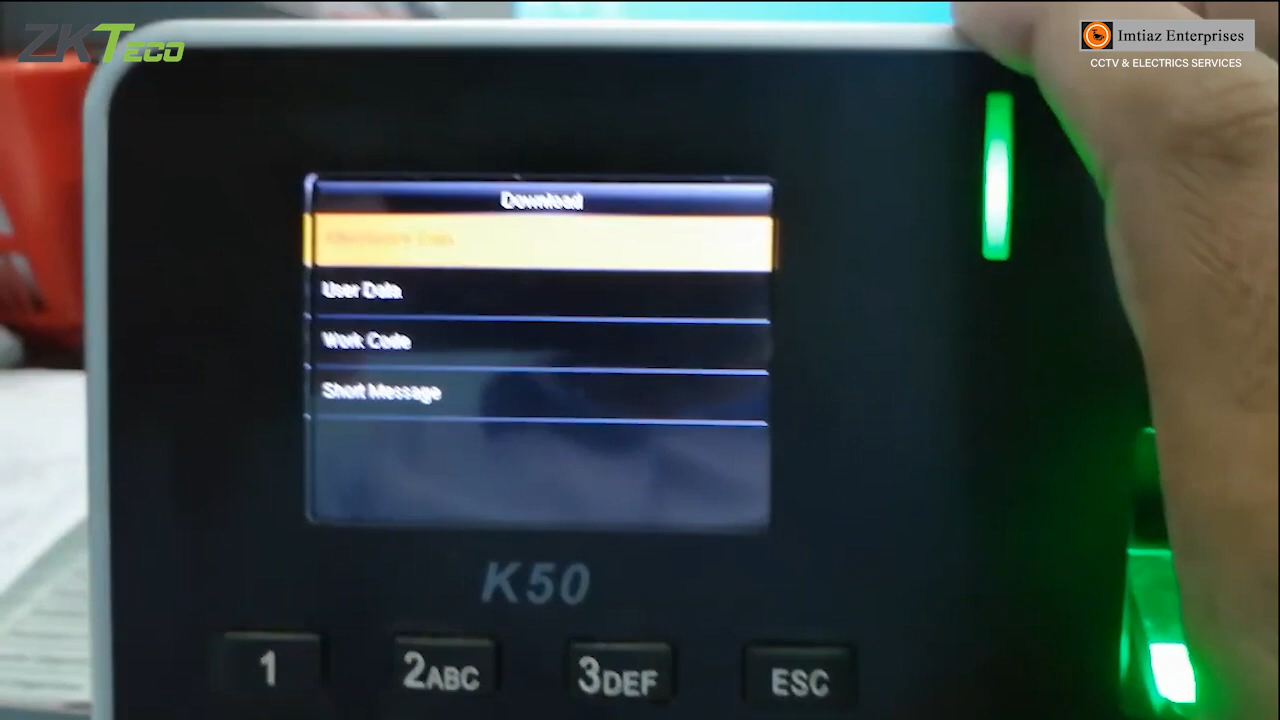 ZKTeco
Imtiaz Enterprises
CCTV & ELECTRICS SERVICES
Download
User Data
Work Code
Short Message
K50
1
2ABC
3DEF
ESC